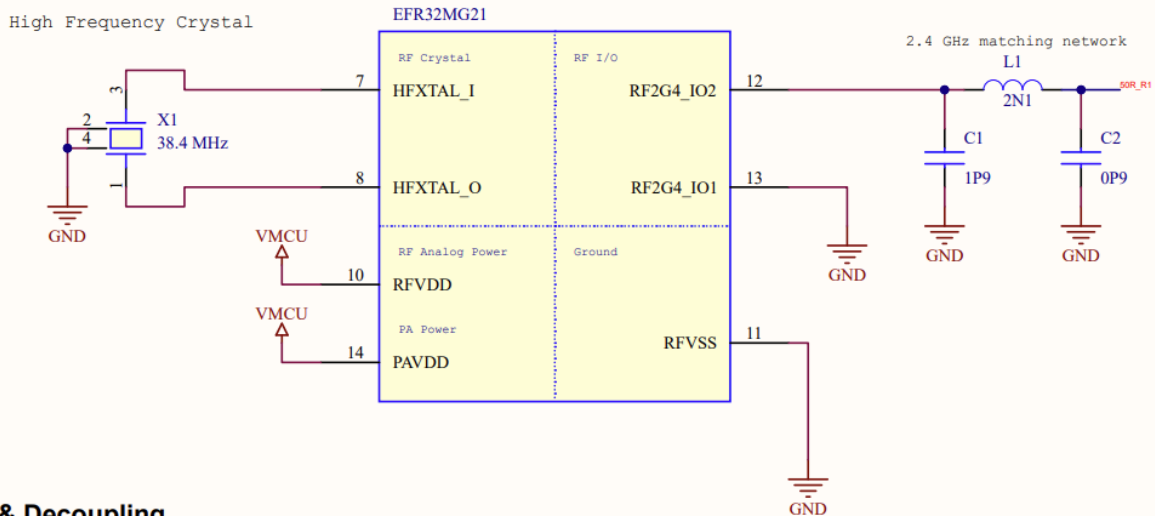 High Frequency Crystal
EFR32MG21
RF Crystal
RF I/O
2.4 GHz matching network
L1
2N1
50R_R1
7
HFXTAL_I
RF2G4_IO2
12
3
2
4
X1
38.4 MHz
1
C1
1P9
C2
0P9
8
HFXTAL_O
RF2G4_IO1
13
GND
GND
GND
GND
VMCU
RF Analog Power
Ground
10
RFVDD
VMCU
PA Power
14
PAVDD
RFVSS
11
GND
& Decoupling